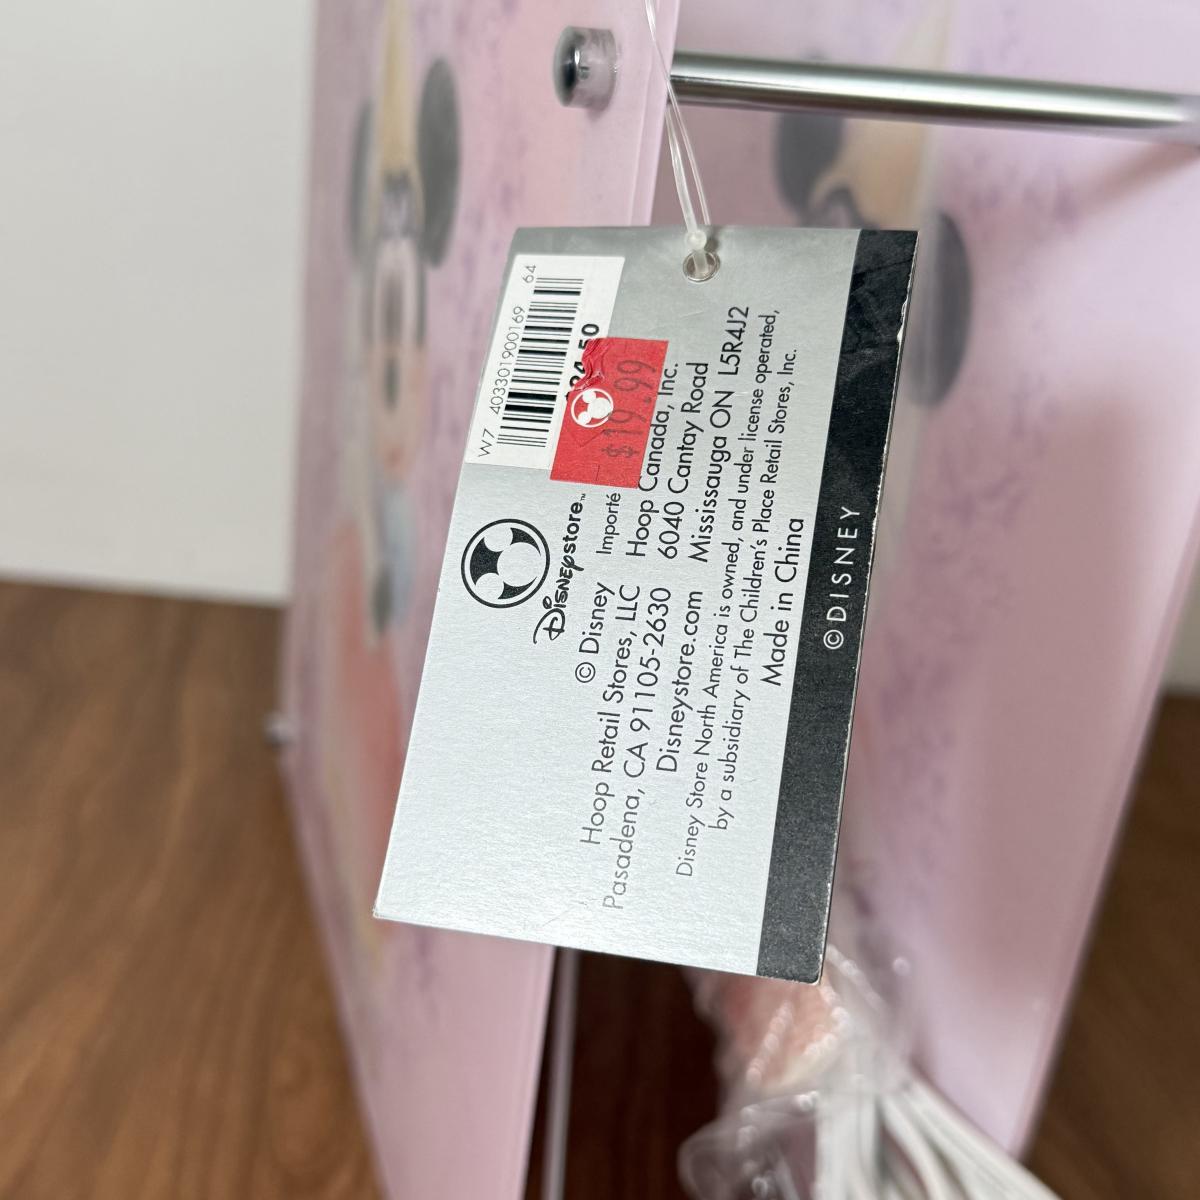 W7 403301900169 64
$19.99
DISNEYstore™
© Disney Importé
Hoop Retail Stores, LLC Hoop Canada, Inc.
Pasadena, CA 91105-2630 6040 Cantay Road
Disneystore.com Mississauga ON L5R4J2
Disney Store North America is owned, and under license operated,
by a subsidiary of The Children's Place Retail Stores, Inc.
Made in China
©DISNEY